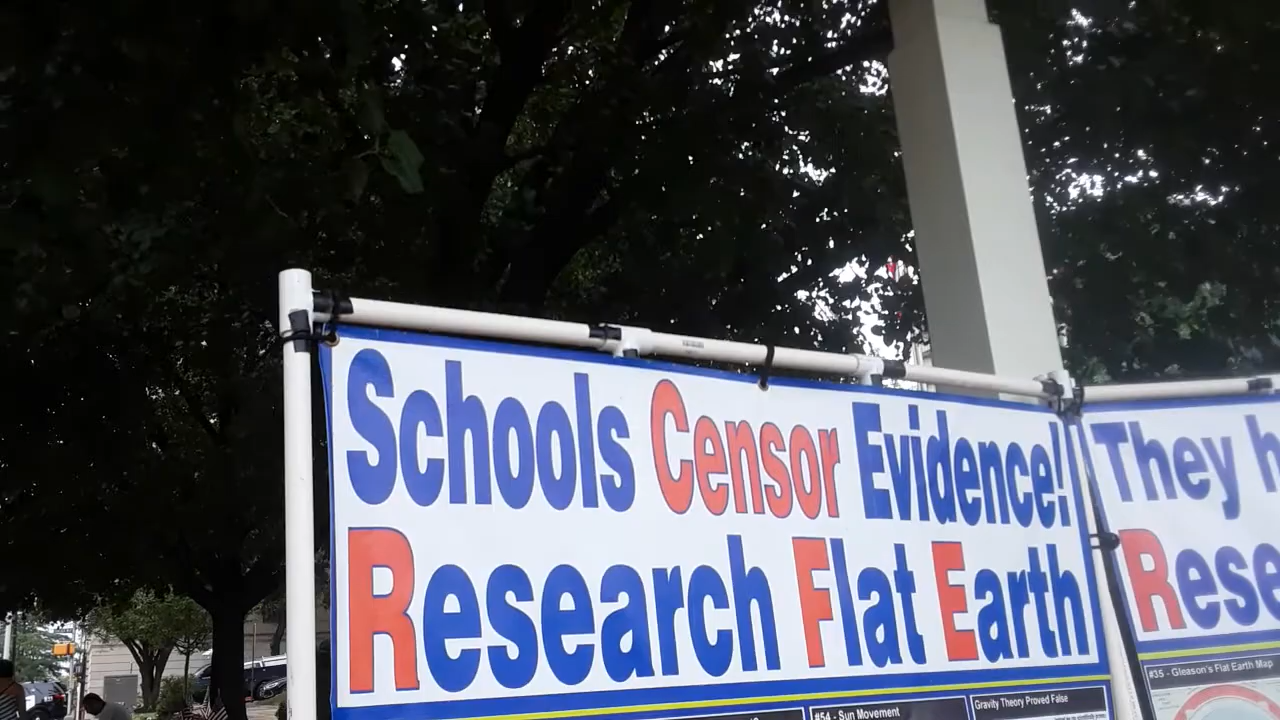 Schools Censor Evidence!
Research Flat Earth
They
#54 - Sun Movement
Gravity Theory Proved False
#35 - Gleason's Flat Earth Map